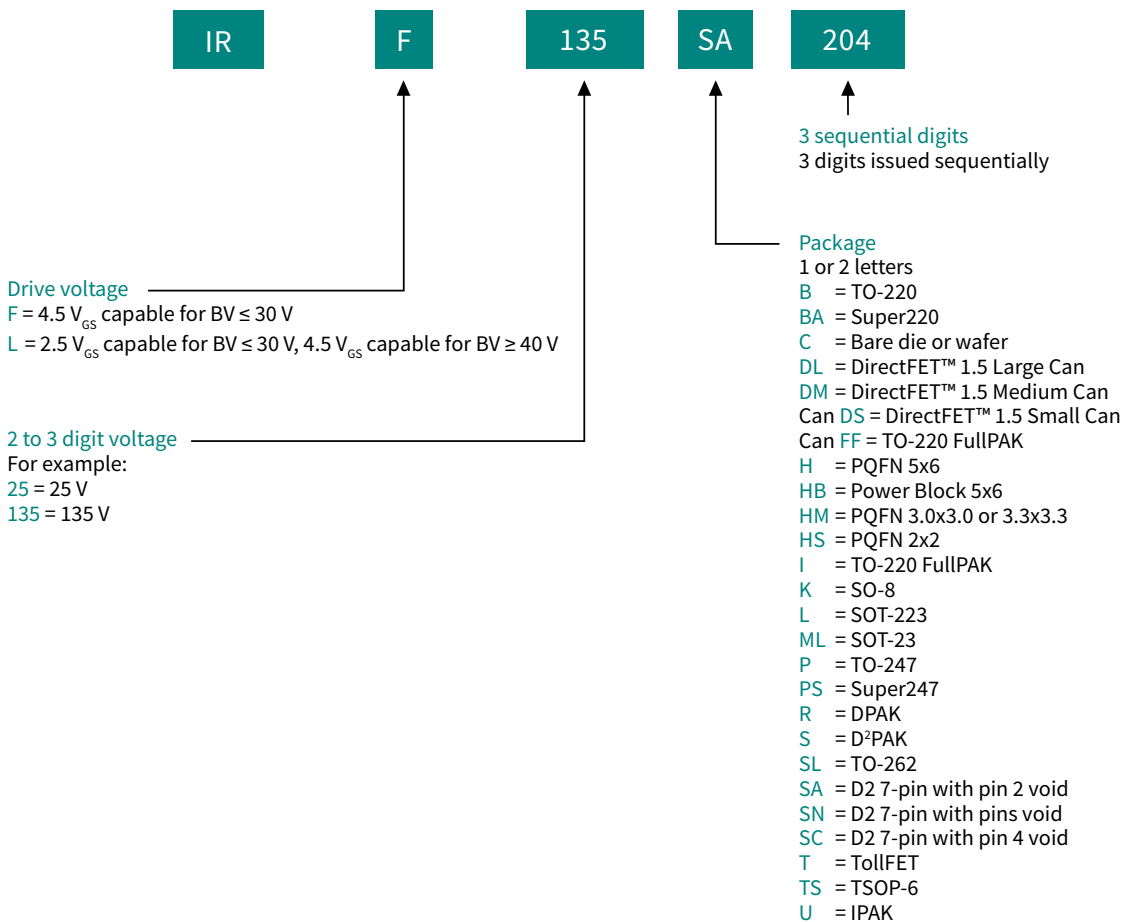 IR F 135 SA 204
3 sequential digits
3 digits issued sequentially
Drive voltage
F = 4.5 V_GS capable for BV ≤ 30 V
L = 2.5 V_GS capable for BV ≤ 30 V, 4.5 V_GS capable for BV ≥ 40 V
2 to 3 digit voltage
For example:
25 = 25 V
135 = 135 V
Package
1 or 2 letters
B = TO-220
BA = Super220
C = Bare die or wafer
DL = DirectFET™ 1.5 Large Can
DM = DirectFET™ 1.5 Medium Can
Can DS = DirectFET™ 1.5 Small Can
Can FF = TO-220 FullPAK
H = PQFN 5x6
HB = Power Block 5x6
HM = PQFN 3.0x3.0 or 3.3x3.3
HS = PQFN 2x2
I = TO-220 FullPAK
K = SO-8
L = SOT-223
ML = SOT-23
P = TO-247
PS = Super247
R = DPAK
S = D²PAK
SL = TO-262
SA = D2 7-pin with pin 2 void
SN = D2 7-pin with pins void
SC = D2 7-pin with pin 4 void
T = TollFET
TS = TSOP-6
U = IPAK